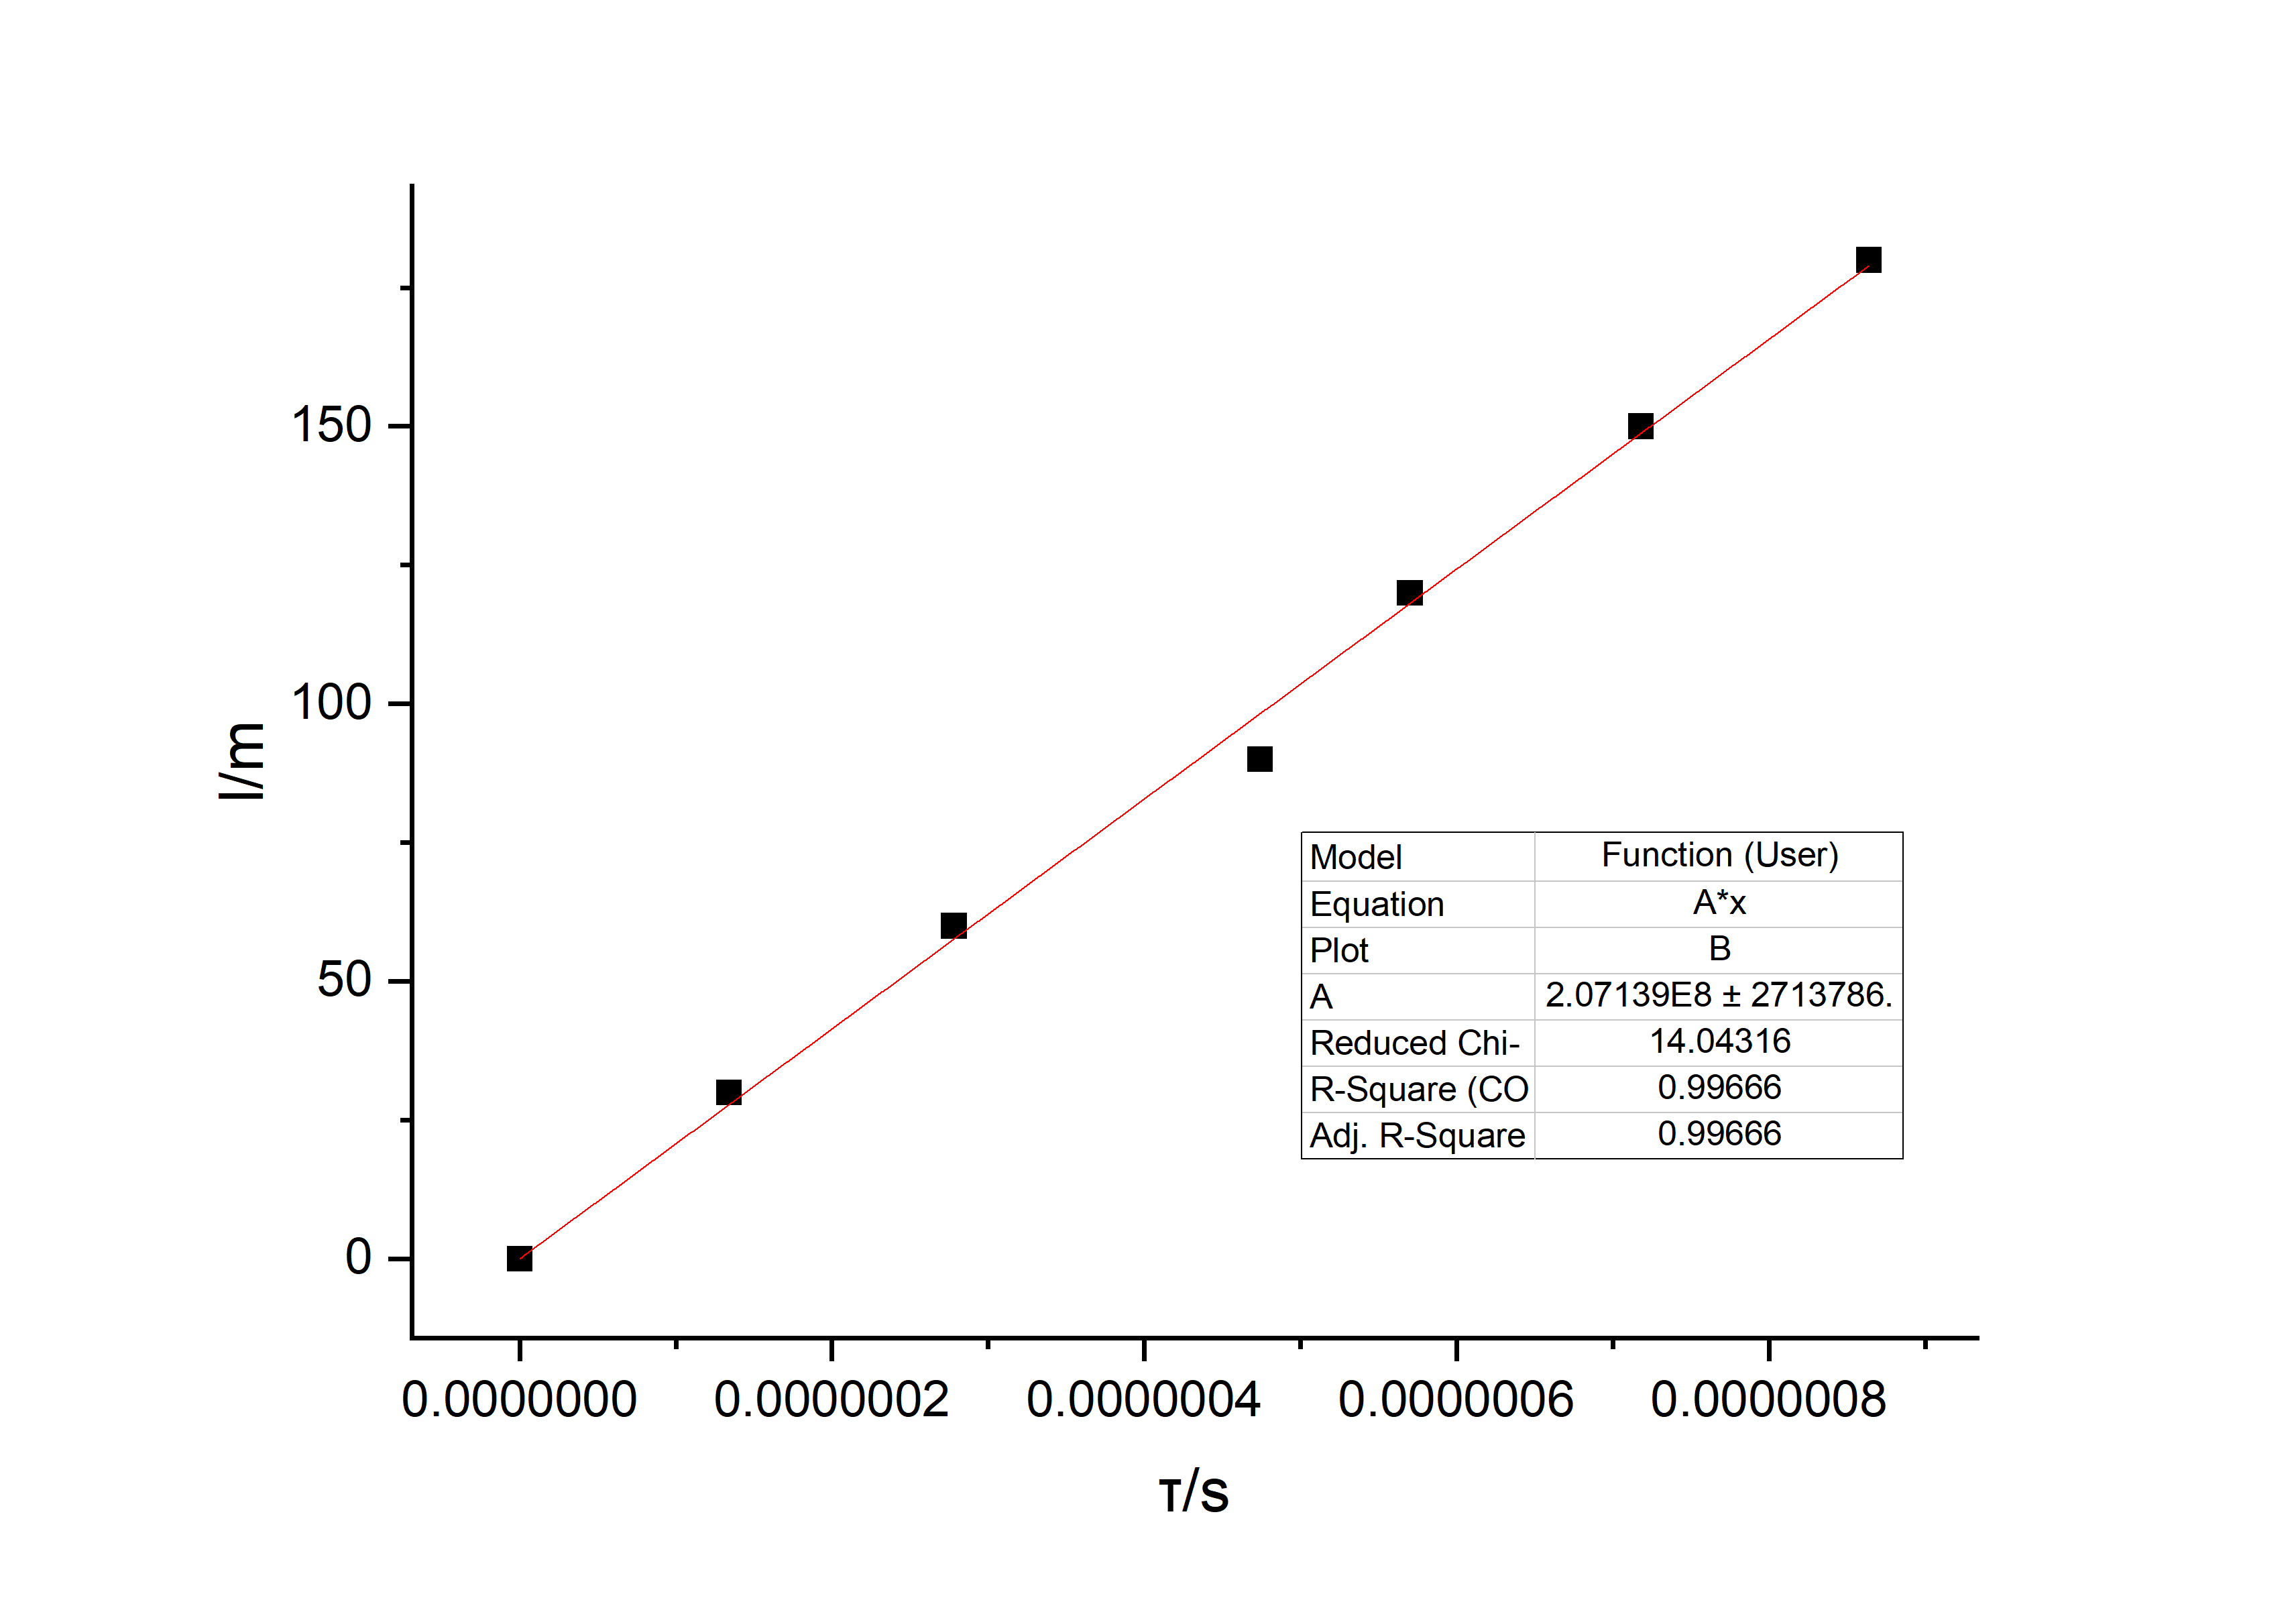 150
100
50
0
l/m
0.0000000 0.0000002 0.0000004 0.0000006 0.0000008
τ/s
Model Function (User)
Equation A*x
Plot B
A 2.07139E8 ± 2713786.
Reduced Chi- 14.04316
R-Square (CO 0.99666
Adj. R-Square 0.99666